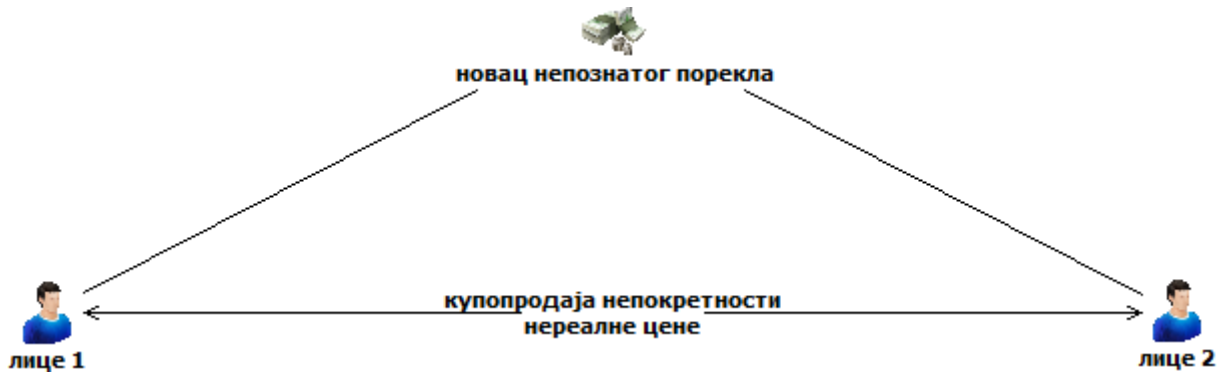 новац непознатог порекла
купопродаја непокретности
нереалне цене
лице 1
лице 2